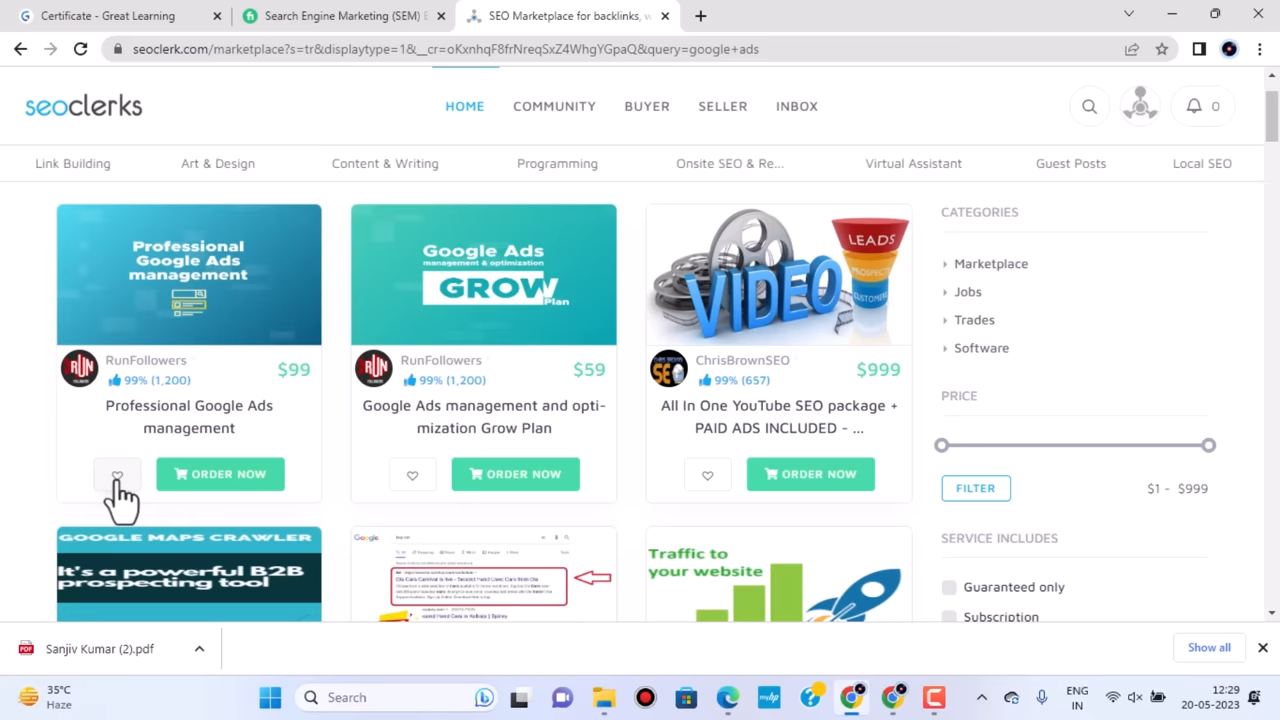 Certificate - Great Learning
Search Engine Marketing (SEM) E
SEO Marketplace for backlinks, w
seoclerk.com/marketplace?s=tr&displaytype=1&__cr=oKxnhqF8frNreqSxZ4WhgYGpaQ&query=google+ads
seoclerks
HOME COMMUNITY BUYER SELLER INBOX
0
Link Building Art & Design Content & Writing Programming Onsite SEO & Re... Virtual Assistant Guest Posts Local SEO
Professional
Google Ads
management
RunFollowers
99% (1,200)
$99
Professional Google Ads
management
ORDER NOW
Google Ads
management & optimization
GROW
Plan
RunFollowers
99% (1,200)
$59
Google Ads management and opti-
mization Grow Plan
ORDER NOW
VIDEO
LEADS
PROSPECTS
CUSTOMERS
ChrisBrownSEO
99% (657)
$999
All In One YouTube SEO package +
PAID ADS INCLUDED - ...
ORDER NOW
CATEGORIES
Marketplace
Jobs
Trades
Software
PRICE
FILTER
$1 - $999
SERVICE INCLUDES
Guaranteed only
Subscription
GOOGLE MAPS CRAWLER
B2B
Google
Traffic to
your website
Sanjiv Kumar (2).pdf
Show all
35°C
Haze
Search
ENG
IN
12:29
20-05-2023